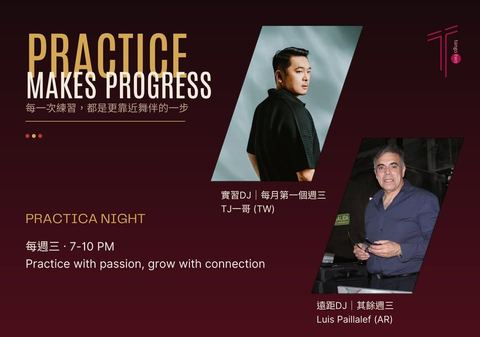 PRACTICE
MAKES PROGRESS
每一次練習，都是更靠近舞伴的一步
實習DJ｜每月第一個週三
TJ一哥 (TW)
PRACTICA NIGHT
每週三 · 7-10 PM
Practice with passion, grow with connection
SALIDA
遠距DJ｜其餘週三
Luis Paillalef (AR)